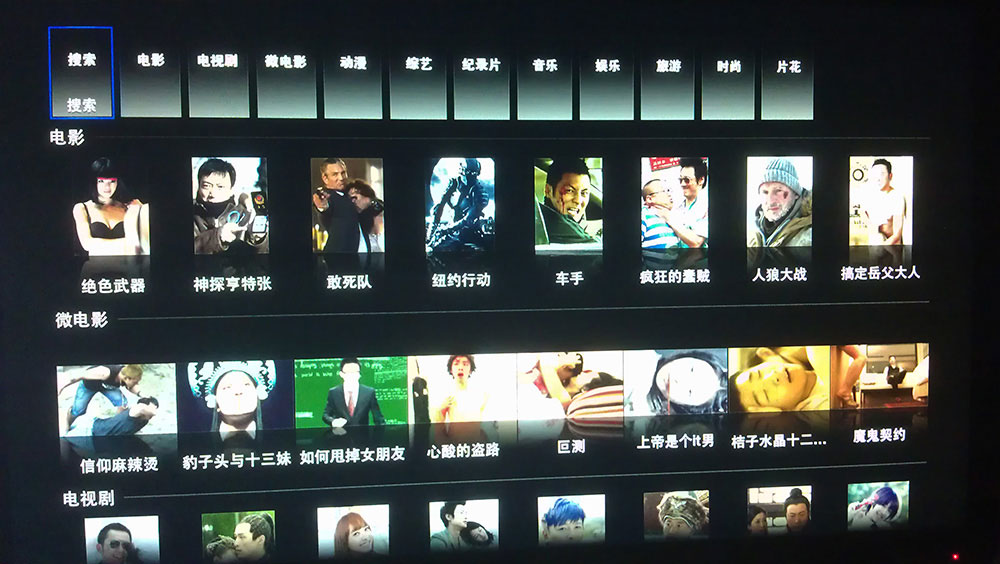 搜索
电影
电视剧
微电影
动漫
综艺
纪录片
音乐
娱乐
旅游
时尚
片花
搜索
电影
绝色武器
神探亨特张
敢死队
纽约行动
车手
疯狂的蠢贼
人狼大战
搞定岳父大人
微电影
信仰麻辣烫
豹子头与十三妹
如何甩掉女朋友
心酸的盗路
叵测
上帝是个It男
桔子水晶十二...
魔鬼契约
电视剧